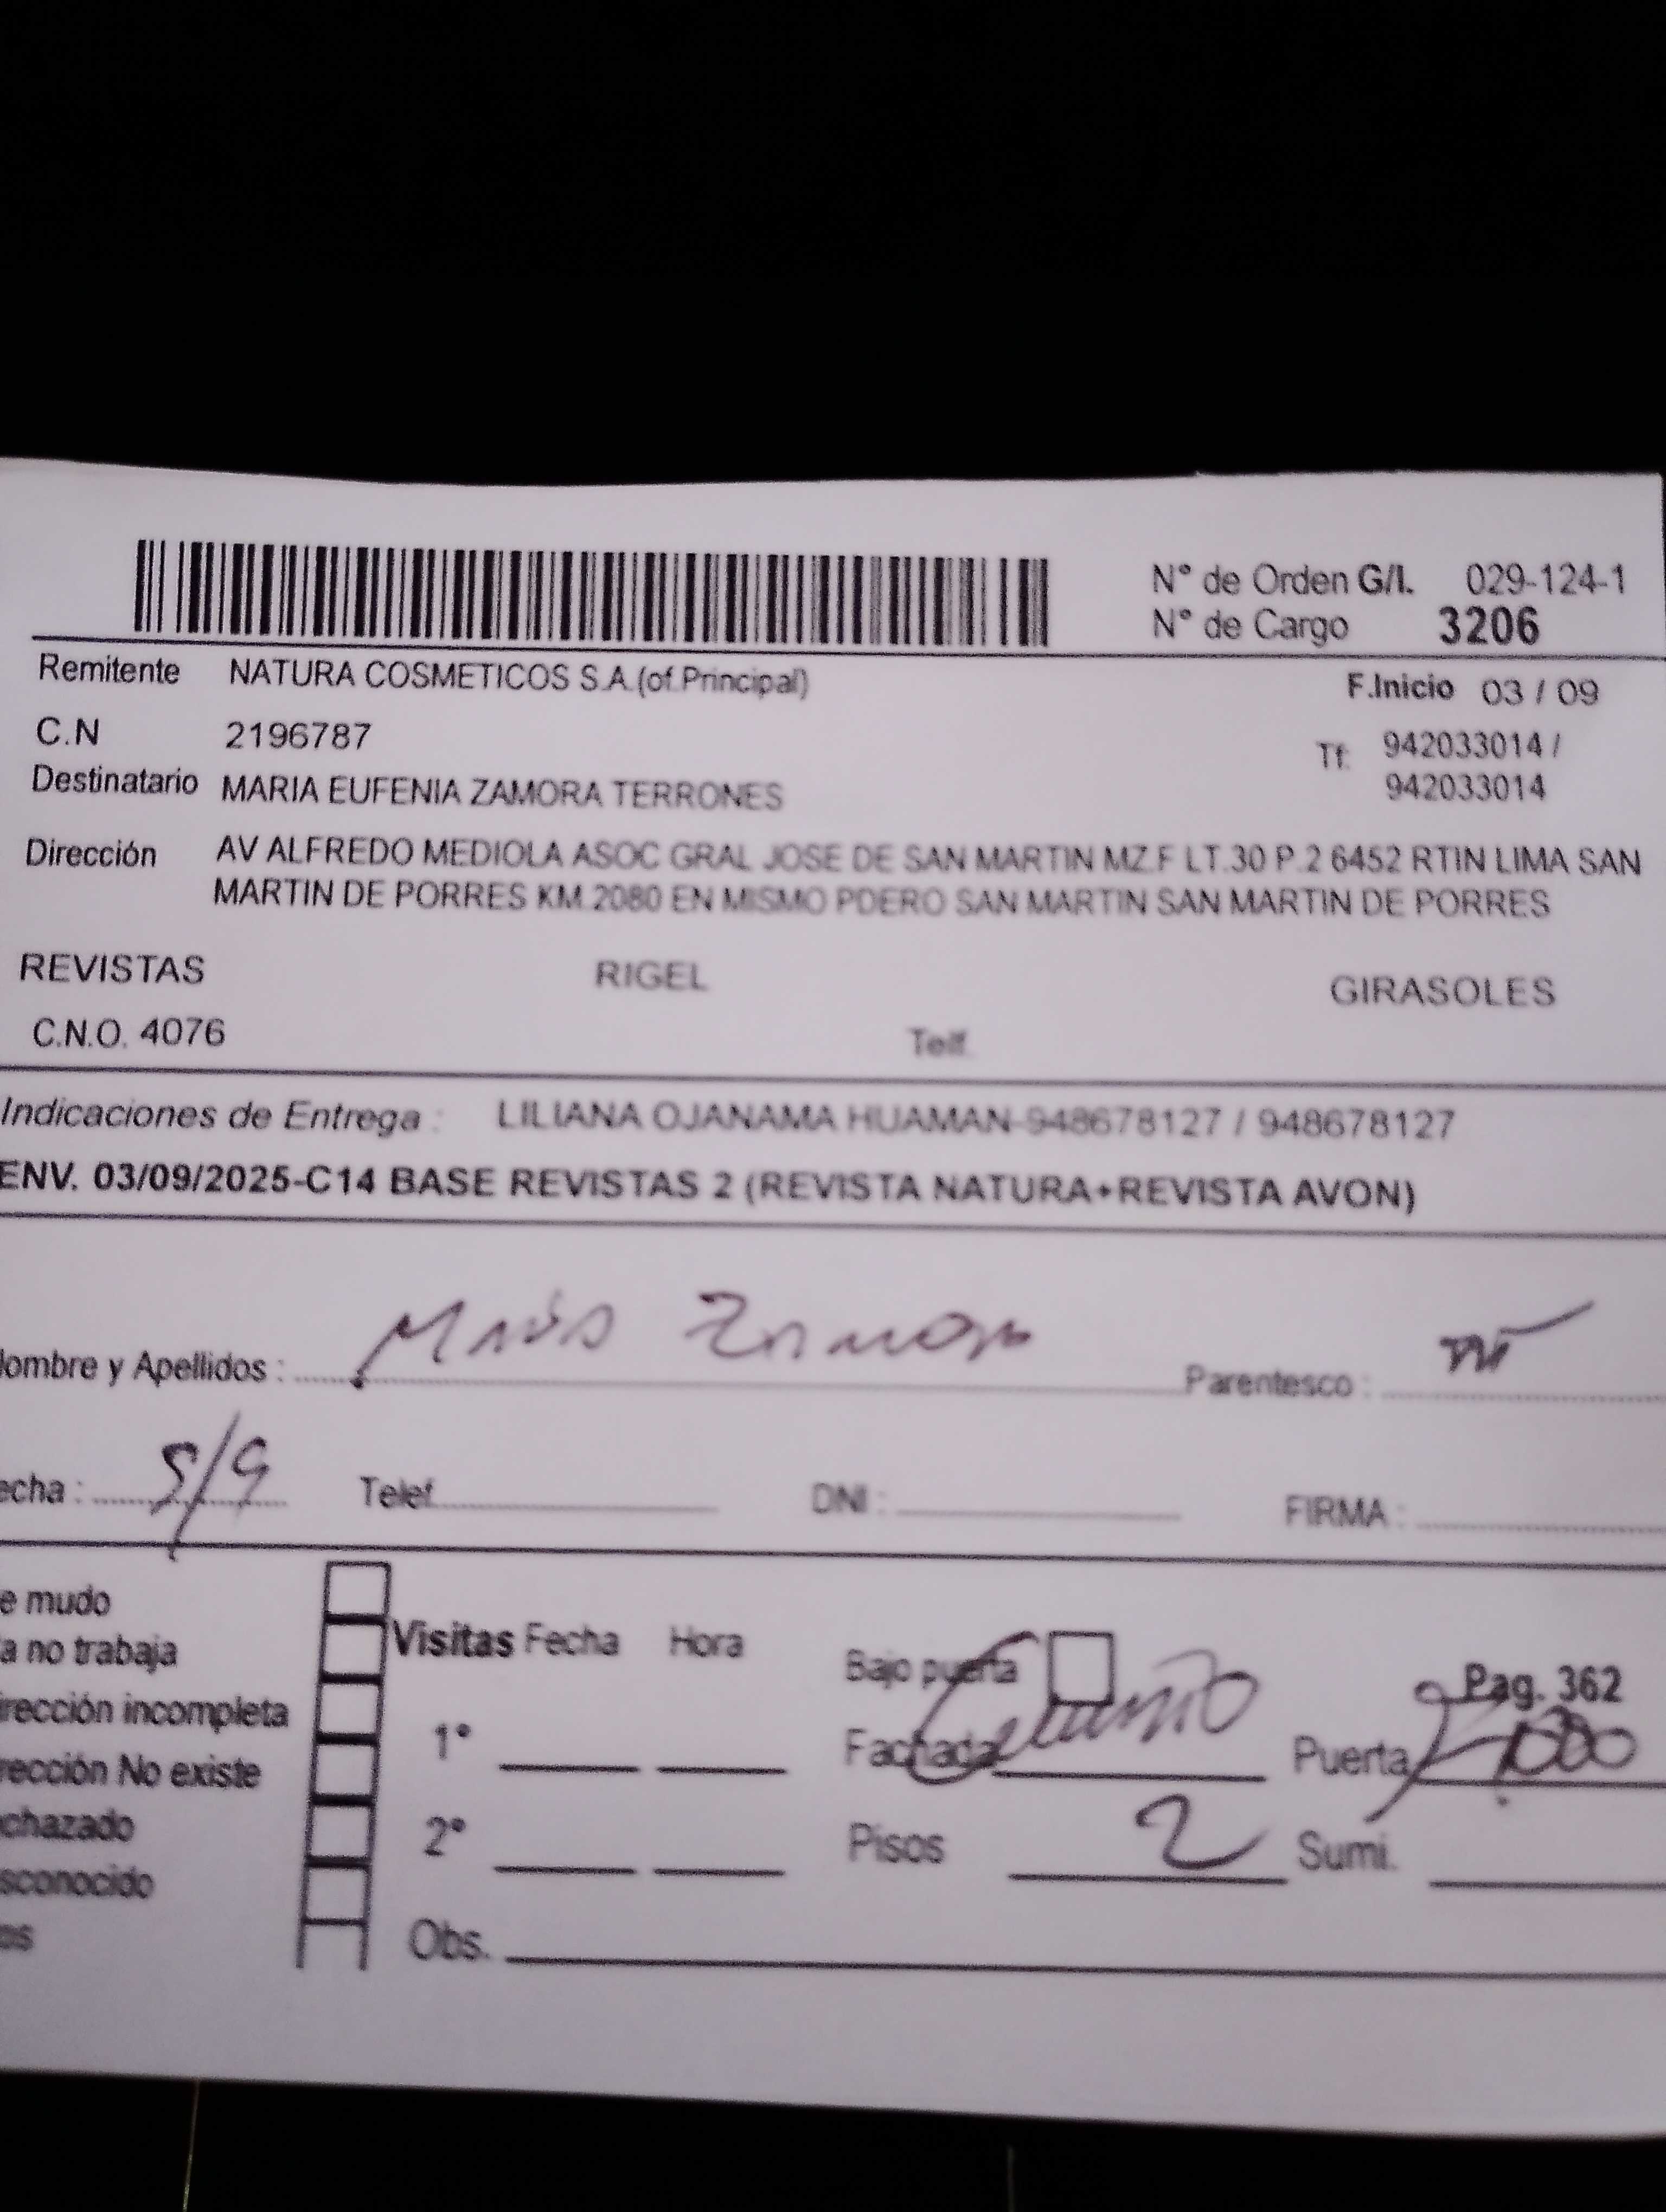 N° de Orden G/I. 029-124-1
N° de Cargo 3206
Remitente NATURA COSMETICOS S.A.(of.Principal)
F.Inicio 03 / 09
C.N 2196787
Tf: 942033014 /
942033014
Destinatario MARIA EUFENIA ZAMORA TERRONES
Dirección AV ALFREDO MEDIOLA ASOC GRAL JOSE DE SAN MARTIN MZ.F LT.30 P.2 6452 RTIN LIMA SAN
MARTIN DE PORRES KM.2080 EN MISMO PDERO SAN MARTIN SAN MARTIN DE PORRES
REVISTAS RIGEL GIRASOLES
C.N.O. 4076 Telf.
Indicaciones de Entrega : LILIANA OJANAMA HUAMAN-948678127 / 948678127
ENV. 03/09/2025-C14 BASE REVISTAS 2 (REVISTA NATURA+REVISTA AVON)
ombre y Apellidos : Zamora Parentesco :
echa : 5/9 Telef. DNI : FIRMA :
e mudo
a no trabaja
Visitas Fecha Hora
Bajo puerta
Pag. 362
irección incompleta
1°
Fachada
Puerta
rección No existe
chazado
2°
Pisos 2 Sumi.
sconocido
os
Obs.